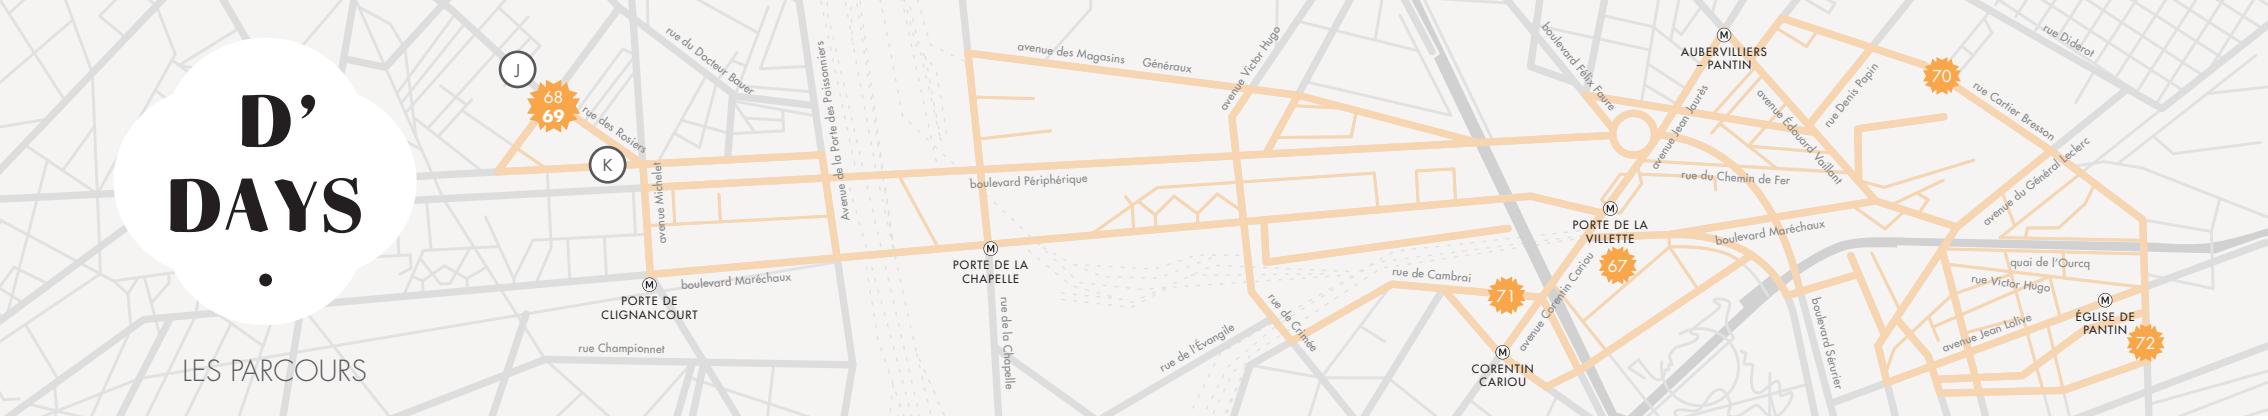 D'
DAYS
•
LES PARCOURS
J
68
69
K
rue des Rosiers
rue du Docteur Bauer
avenue Michelet
Avenue de la Porte des Poissonniers
M
PORTE DE
CLIGNANCOURT
boulevard Maréchaux
rue Championnet
avenue des Magasins Généraux
boulevard Périphérique
M
PORTE DE LA
CHAPELLE
rue de la Chapelle
avenue Victor Hugo
rue de l'Évangile
rue de Crimée
rue de Cambrai
71
M
CORENTIN
CARIOU
avenue Corentin Cariou
M
PORTE DE LA
VILLETTE
67
boulevard Félix Faure
avenue Jean Jaurès
M
AUBERVILLIERS
– PANTIN
avenue Édouard Vaillant
rue Denis Papin
rue du Chemin de Fer
boulevard Maréchaux
boulevard Sérurier
70
rue Cartier Bresson
rue Diderot
avenue du Général Leclerc
quai de l'Ourcq
rue Victor Hugo
avenue Jean Lolive
M
ÉGLISE DE
PANTIN
72